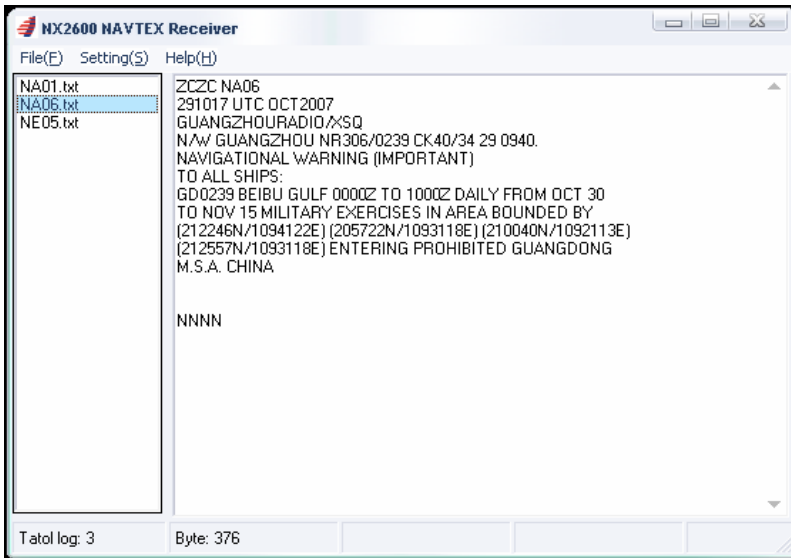 NX2600 NAVTEX Receiver
File(F) Setting(S) Help(H)
NA01.txt
NA06.txt
NE05.txt
ZCZC NA06
291017 UTC OCT2007
GUANGZHOURADIO/XSQ
N/W GUANGZHOU NR306/0239 CK40/34 29 0940.
NAVIGATIONAL WARNING (IMPORTANT)
TO ALL SHIPS:
GD0239 BEIBU GULF 0000Z TO 1000Z DAILY FROM OCT 30
TO NOV 15 MILITARY EXERCISES IN AREA BOUNDED BY
(212246N/1094122E) (205722N/1093118E) (210040N/1092113E)
(212557N/1093118E) ENTERING PROHIBITED GUANGDONG
M.S.A. CHINA
NNNN
Tatol log: 3
Byte: 376